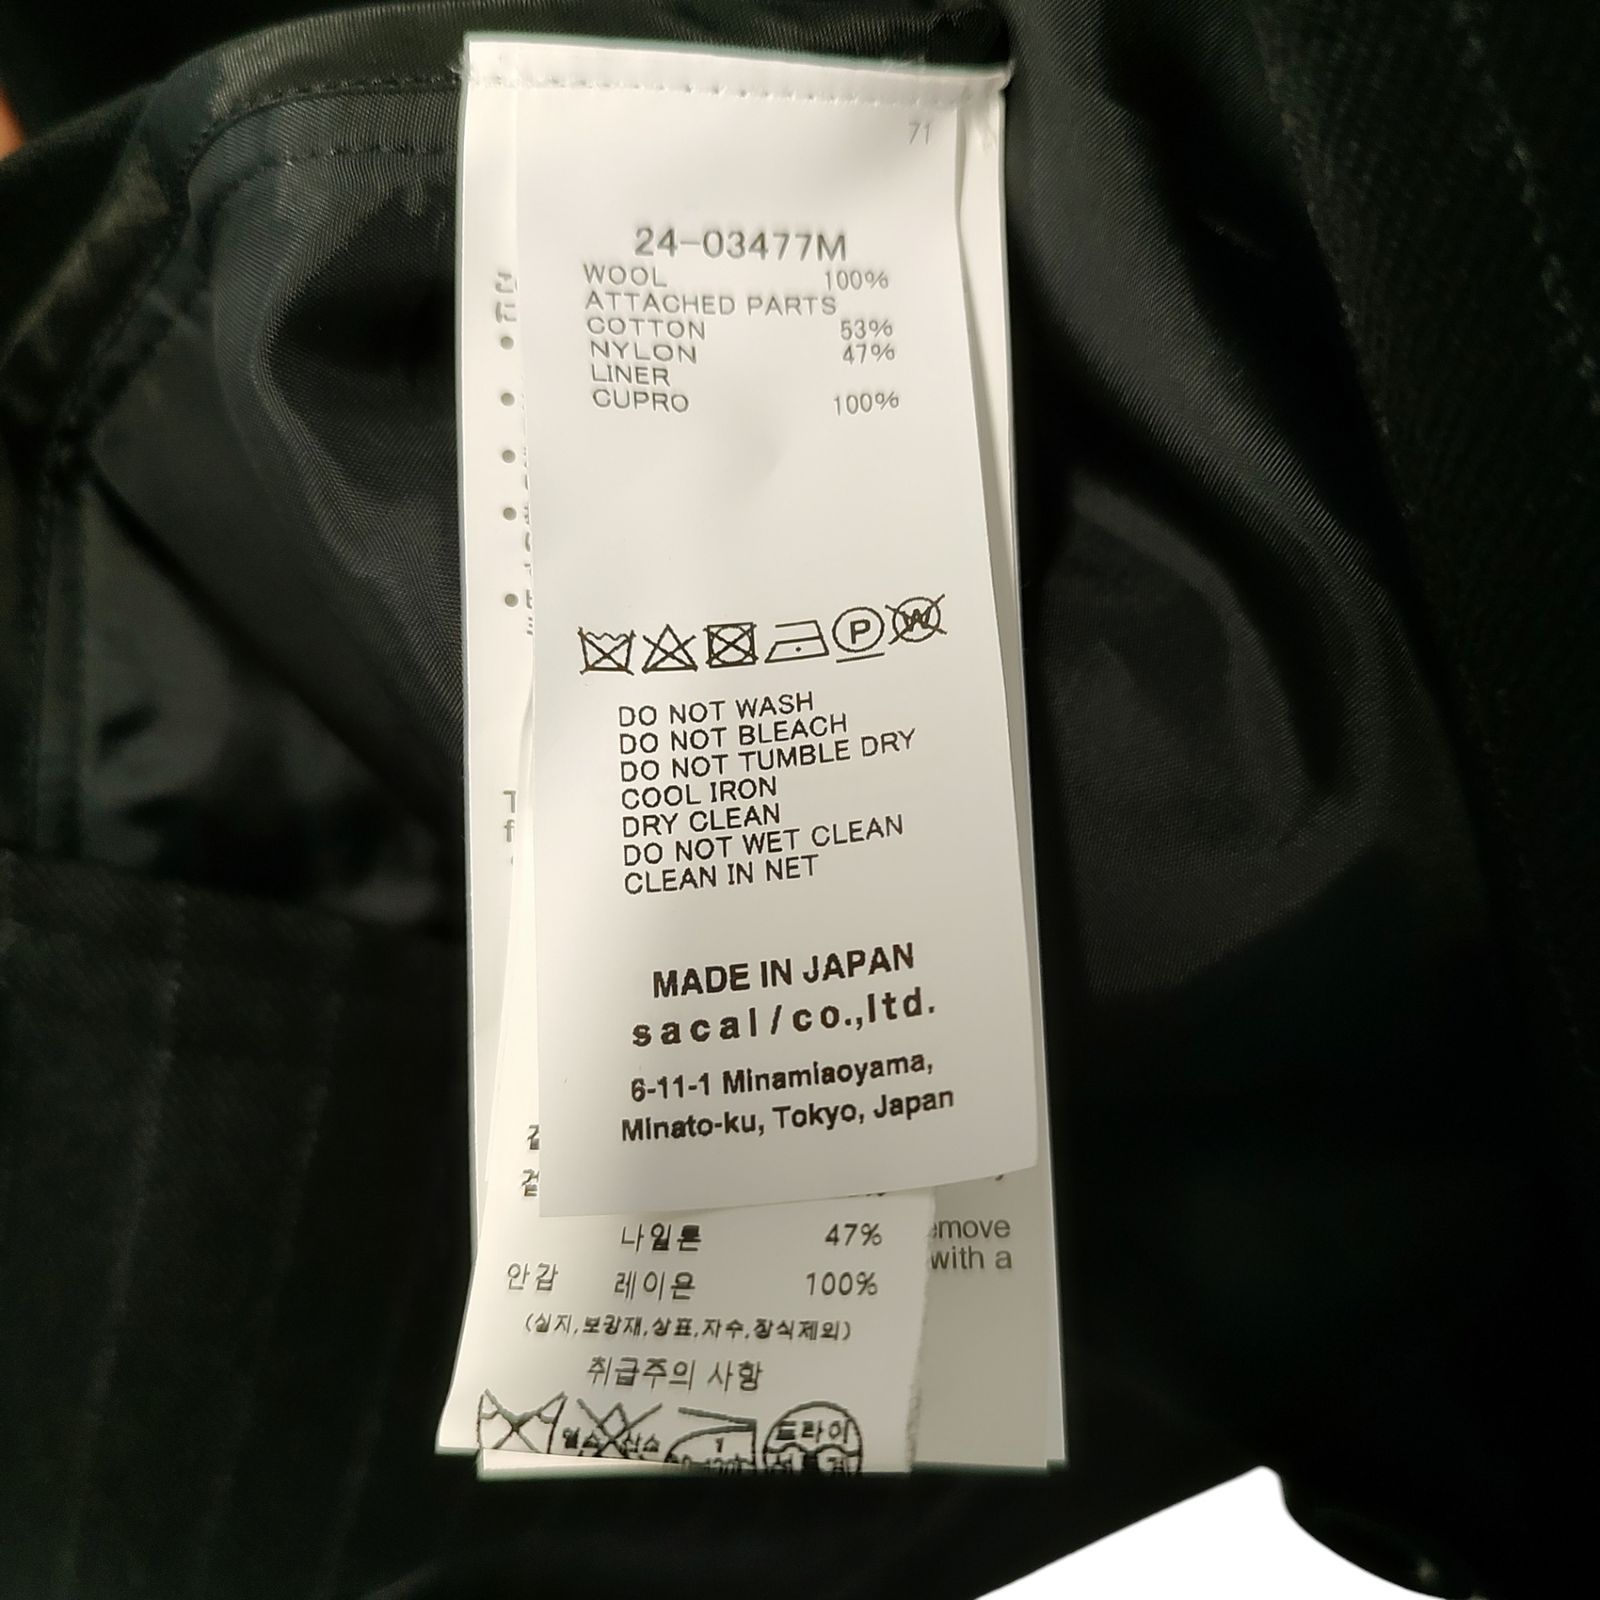 71
24-03477M
WOOL 100%
ATTACHED PARTS
COTTON 53%
NYLON 47%
LINER
CUPRO 100%
P W
DO NOT WASH
DO NOT BLEACH
DO NOT TUMBLE DRY
COOL IRON
DRY CLEAN
DO NOT WET CLEAN
CLEAN IN NET
MADE IN JAPAN
sacai/co.,ltd.
6-11-1 Minamiaoyama,
Minato-ku, Tokyo, Japan
나일론 47%
안감 레이온 100%
(실지,보강재,상표,자수,장식제외)
취급주의 사항
드라이
with a